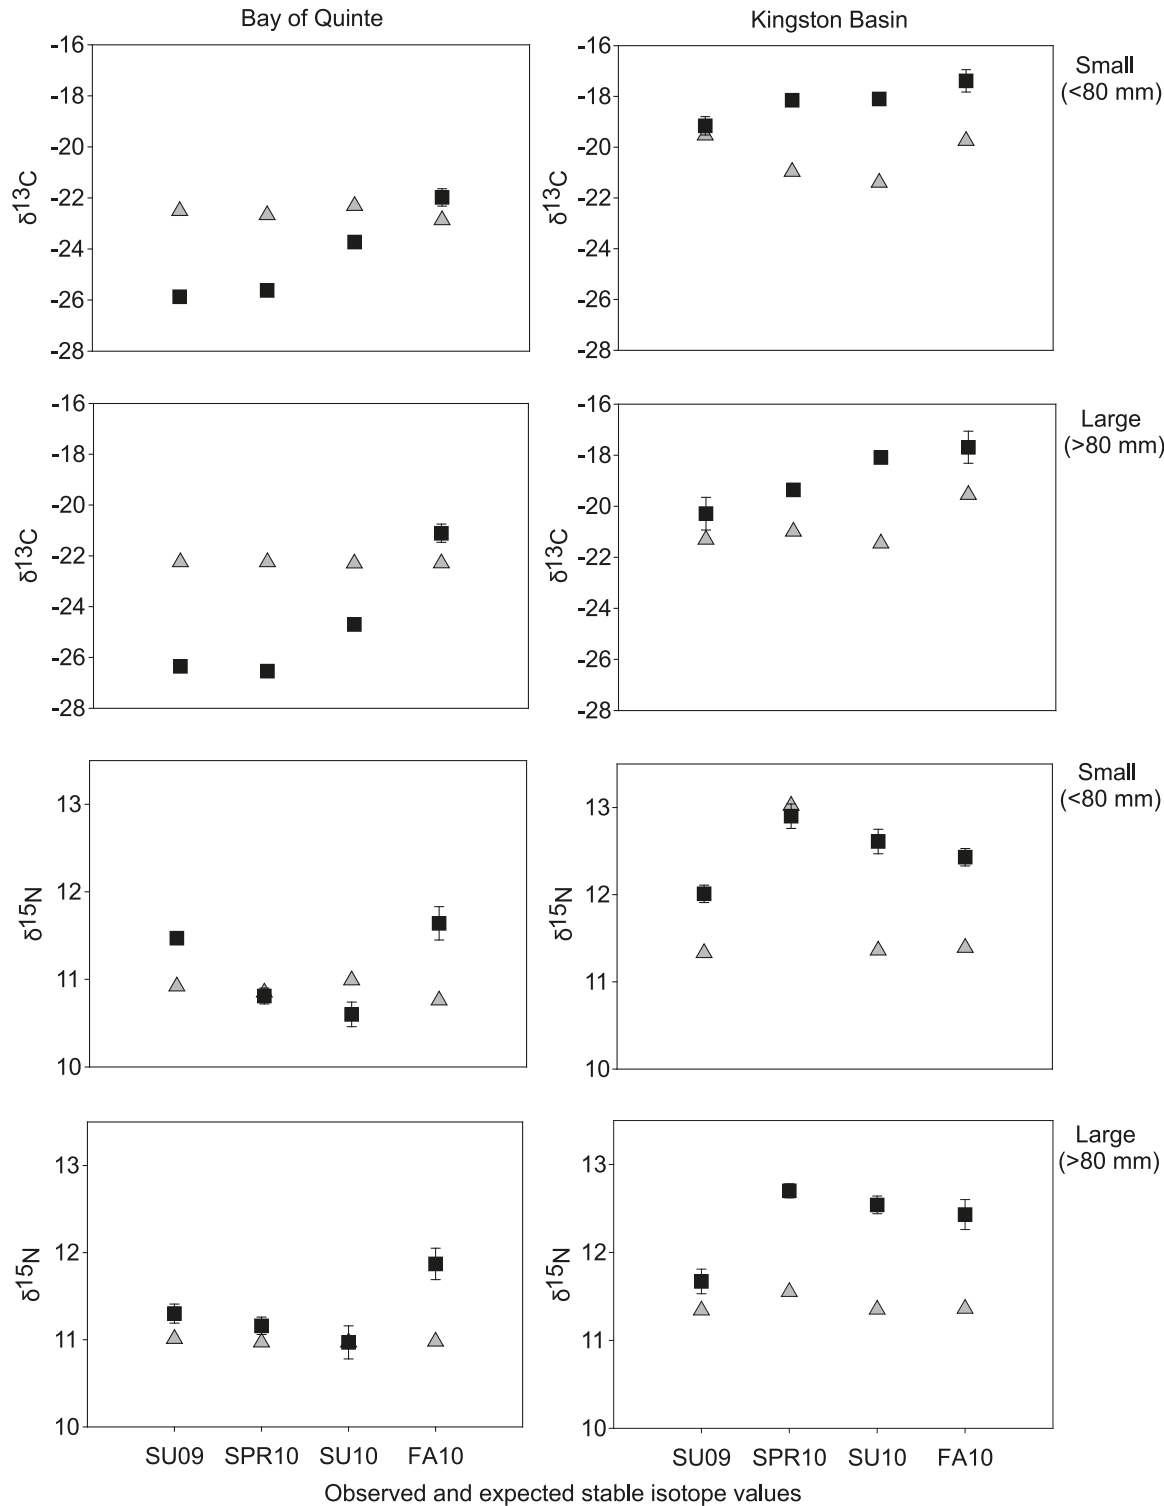 Bay of Quinte
Kingston Basin
-16
-18
-20
-22
-24
-26
-28
δ13C
-16
-18
-20
-22
-24
-26
-28
δ13C
Small
(<80 mm)
-16
-18
-20
-22
-24
-26
-28
δ13C
-16
-18
-20
-22
-24
-26
-28
δ13C
Large
(>80 mm)
13
12
11
10
δ15N
13
12
11
10
δ15N
Small
(<80 mm)
13
12
11
10
δ15N
13
12
11
10
δ15N
Large
(>80 mm)
SU09 SPR10 SU10 FA10
SU09 SPR10 SU10 FA10
Observed and expected stable isotope values